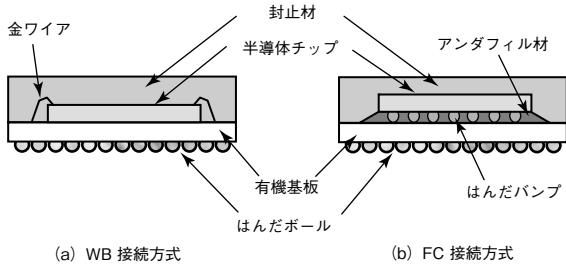 封止材
金ワイア
半導体チップ
アンダフィル材
有機基板
はんだバンプ
はんだボール
(a) WB 接続方式
(b) FC 接続方式